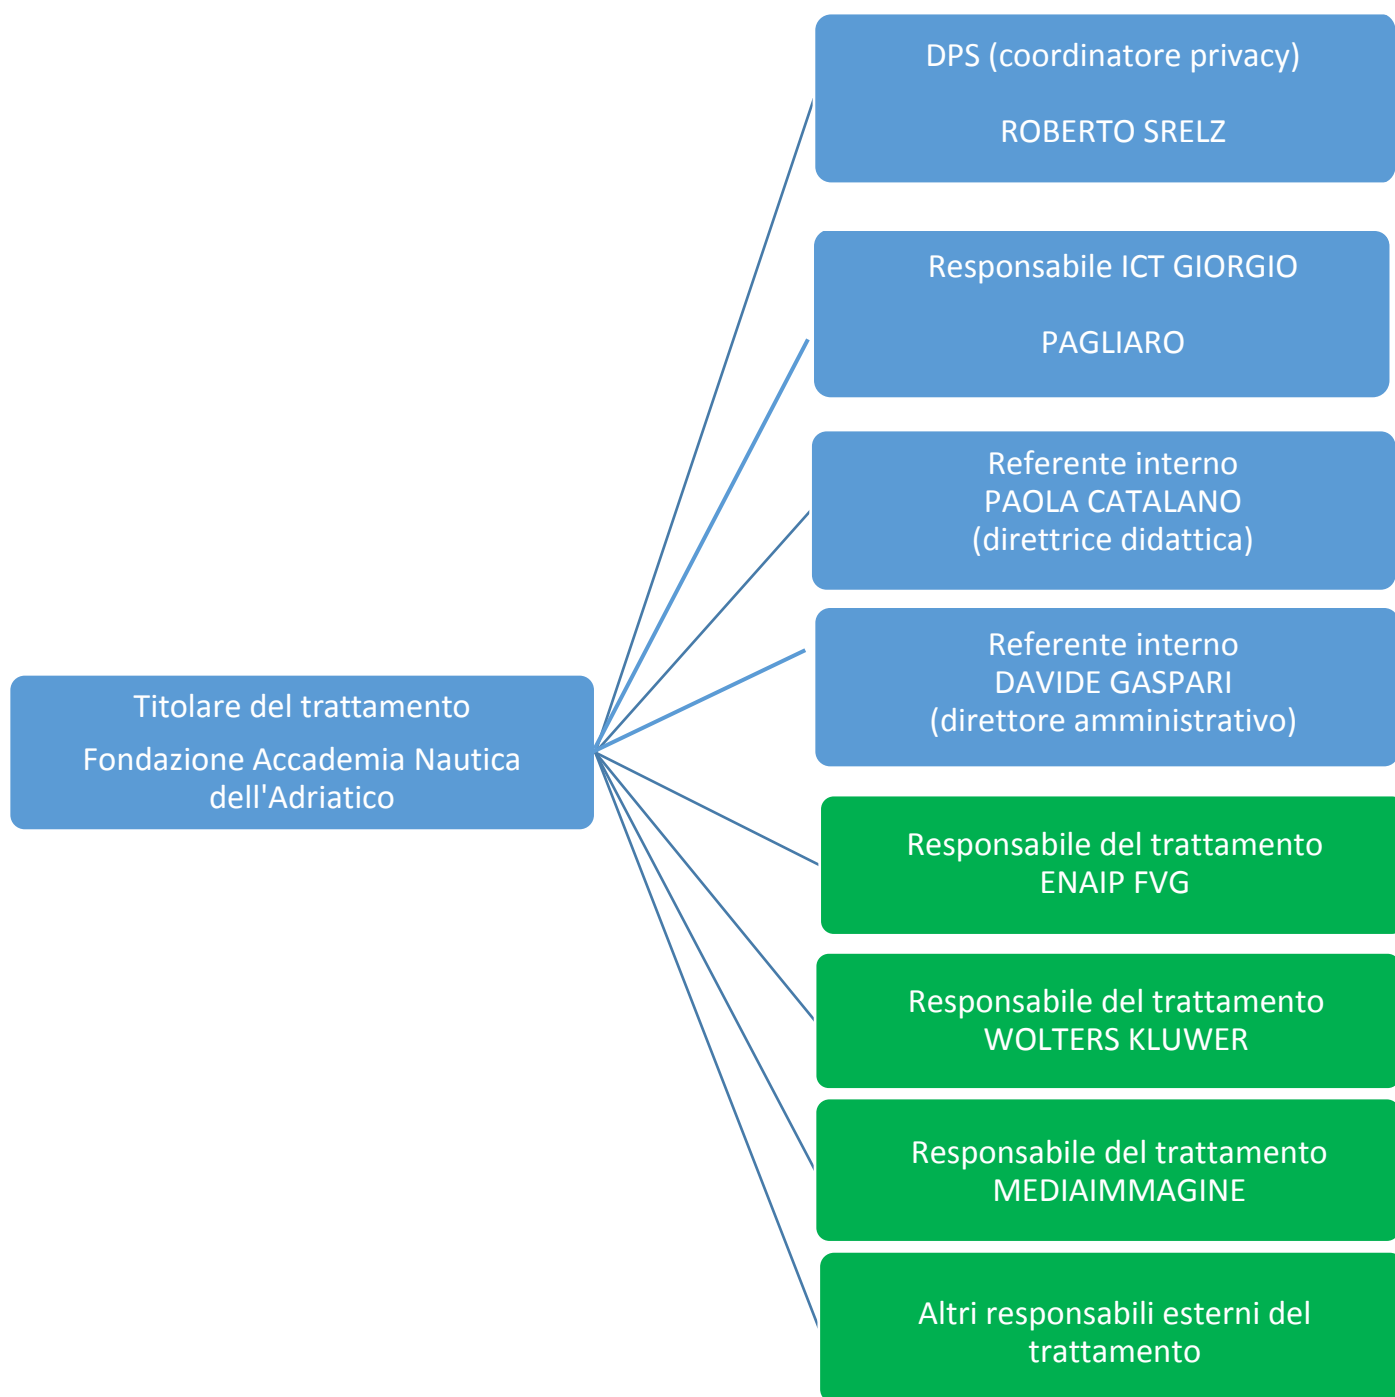 DPS (coordinatore privacy)
ROBERTO SRELZ
Responsabile ICT GIORGIO
PAGLIARO
Referente interno
PAOLA CATALANO
(direttrice didattica)
Referente interno
DAVIDE GASPARI
(direttore amministrativo)
Titolare del trattamento
Fondazione Accademia Nautica
dell'Adriatico
Responsabile del trattamento
ENAIP FVG
Responsabile del trattamento
WOLTERS KLUWER
Responsabile del trattamento
MEDIAIMMAGINE
Altri responsabili esterni del
trattamento